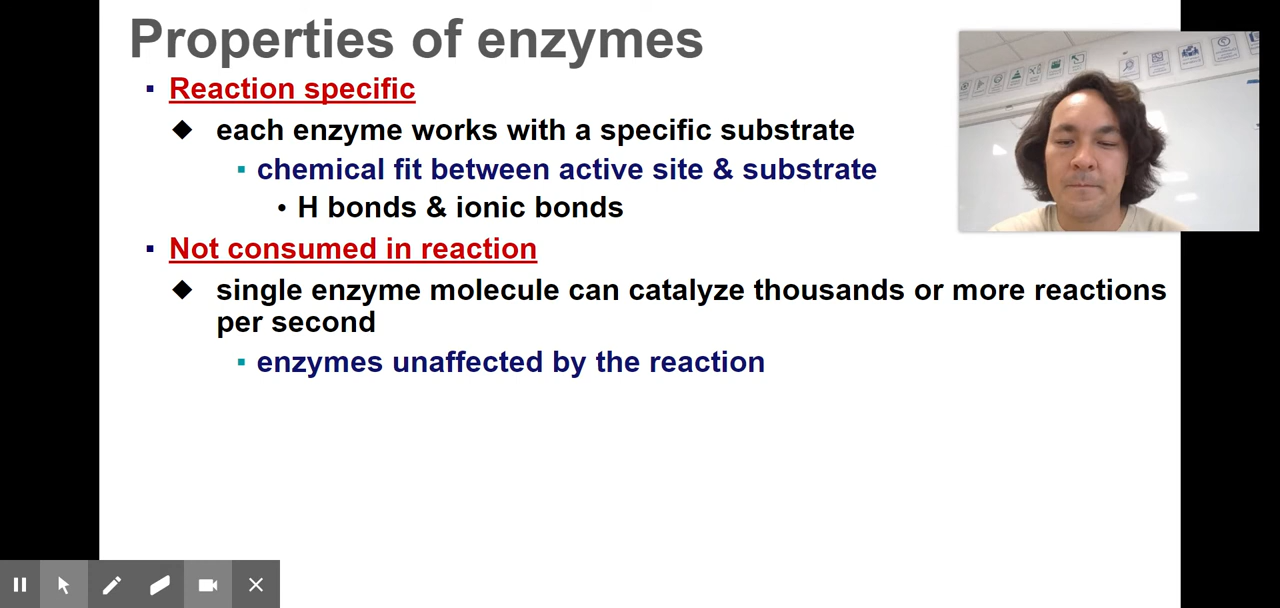 Properties of enzymes
▪ Reaction specific
◆ each enzyme works with a specific substrate
▪ chemical fit between active site & substrate
• H bonds & ionic bonds
▪ Not consumed in reaction
◆ single enzyme molecule can catalyze thousands or more reactions
per second
▪ enzymes unaffected by the reaction